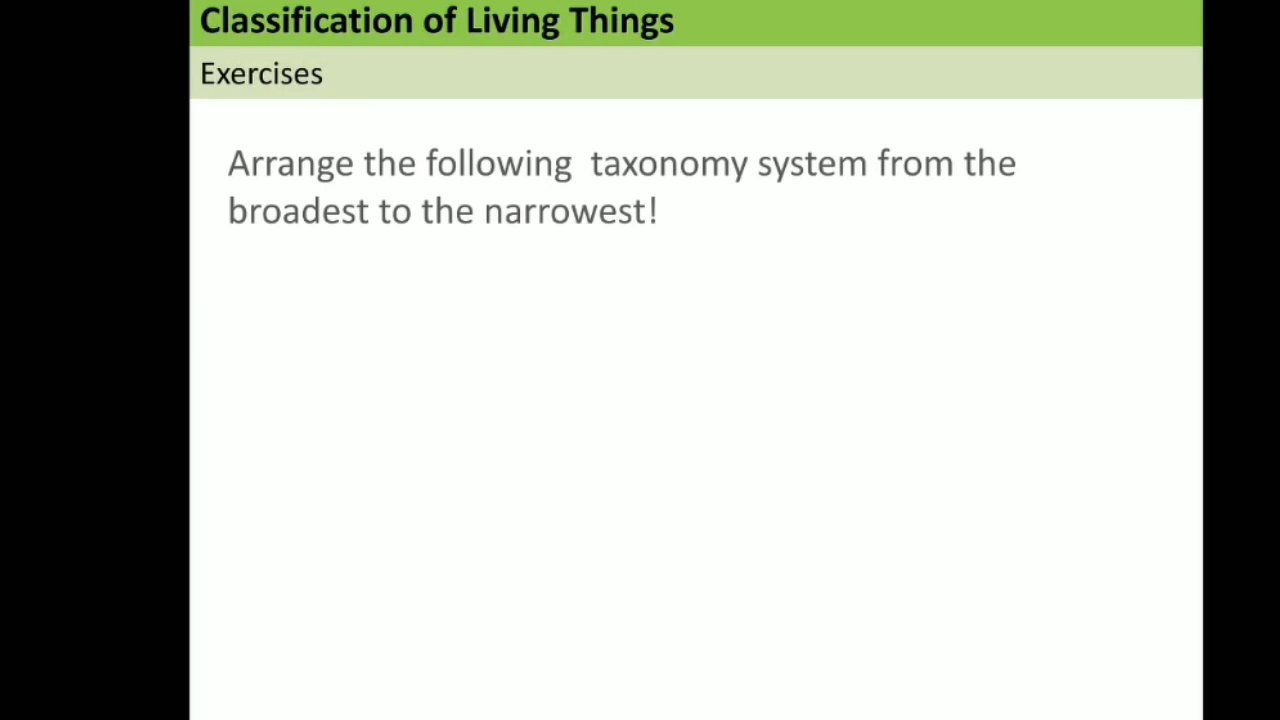 Classification of Living Things
Exercises
Arrange the following  taxonomy system from the
broadest to the narrowest!